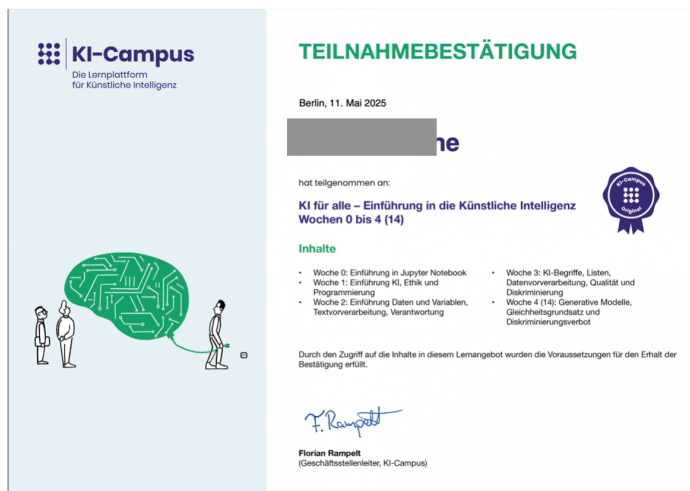 KI-Campus
Die Lernplattform
für Künstliche Intelligenz
TEILNAHMEBESTÄTIGUNG
Berlin, 11. Mai 2025
hat teilgenommen an:
KI für alle – Einführung in die Künstliche Intelligenz
Wochen 0 bis 4 (14)
KI-Campus
Original
Inhalte
• Woche 0: Einführung in Jupyter Notebook
• Woche 1: Einführung KI, Ethik und
Programmierung
• Woche 2: Einführung Daten und Variablen,
Textvorverarbeitung, Verantwortung
• Woche 3: KI-Begriffe, Listen,
Datenvorverarbeitung, Qualität und
Diskriminierung
• Woche 4 (14): Generative Modelle,
Gleichheitsgrundsatz und
Diskriminierungsverbot
Durch den Zugriff auf die Inhalte in diesem Lernangebot wurden die Voraussetzungen für den Erhalt der
Bestätigung erfüllt.
F. Rampelt
Florian Rampelt
(Geschäftsstellenleiter, KI-Campus)